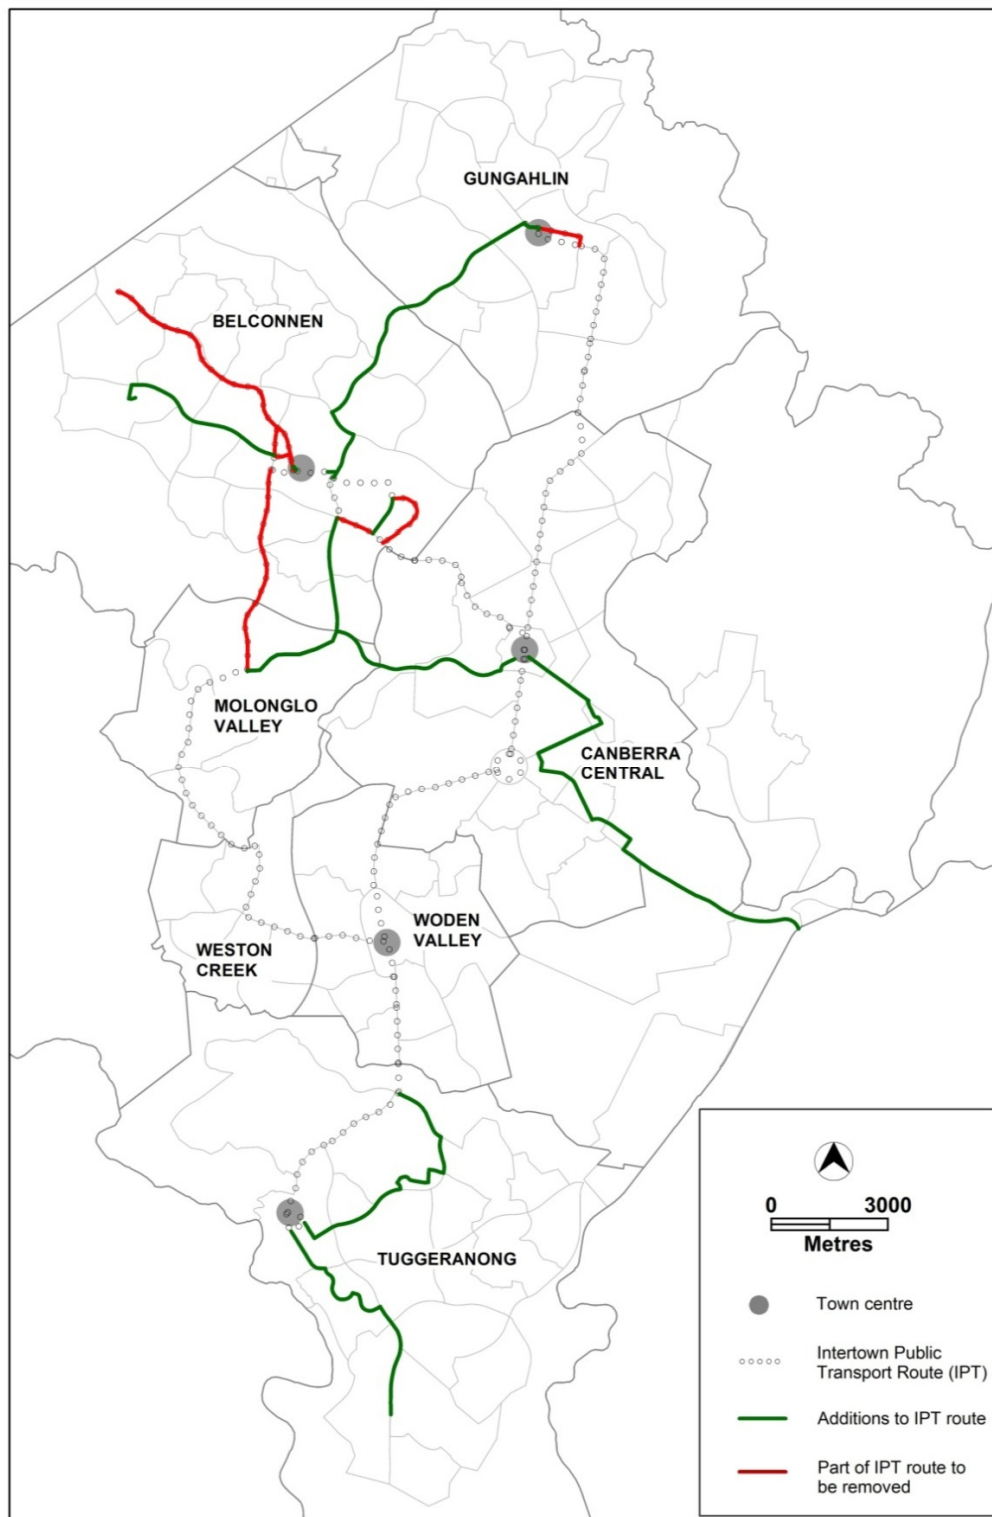 GUNGAHLIN
BELCONNEN
MOLONGLO
VALLEY
CANBERRA
CENTRAL
WODEN
VALLEY
WESTON
CREEK
TUGGERANONG
0 3000
Metres
Town centre
Intertown Public
Transport Route (IPT)
Additions to IPT route
Part of IPT route to
be removed